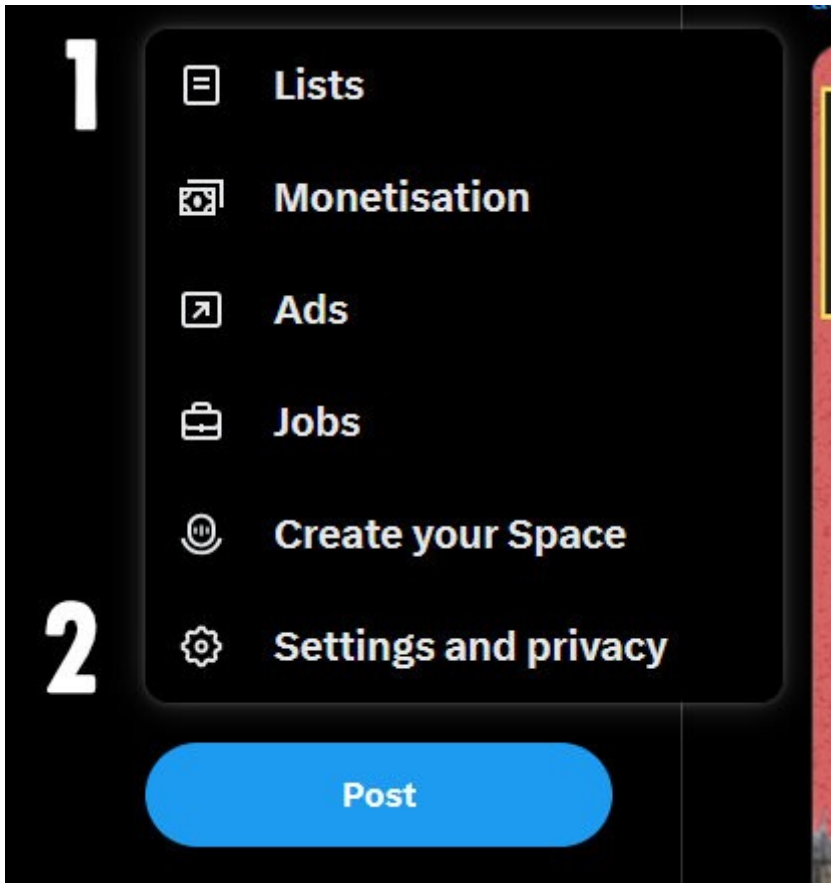 1 Lists
Monetisation
Ads
Jobs
Create your Space
2 Settings and privacy
Post